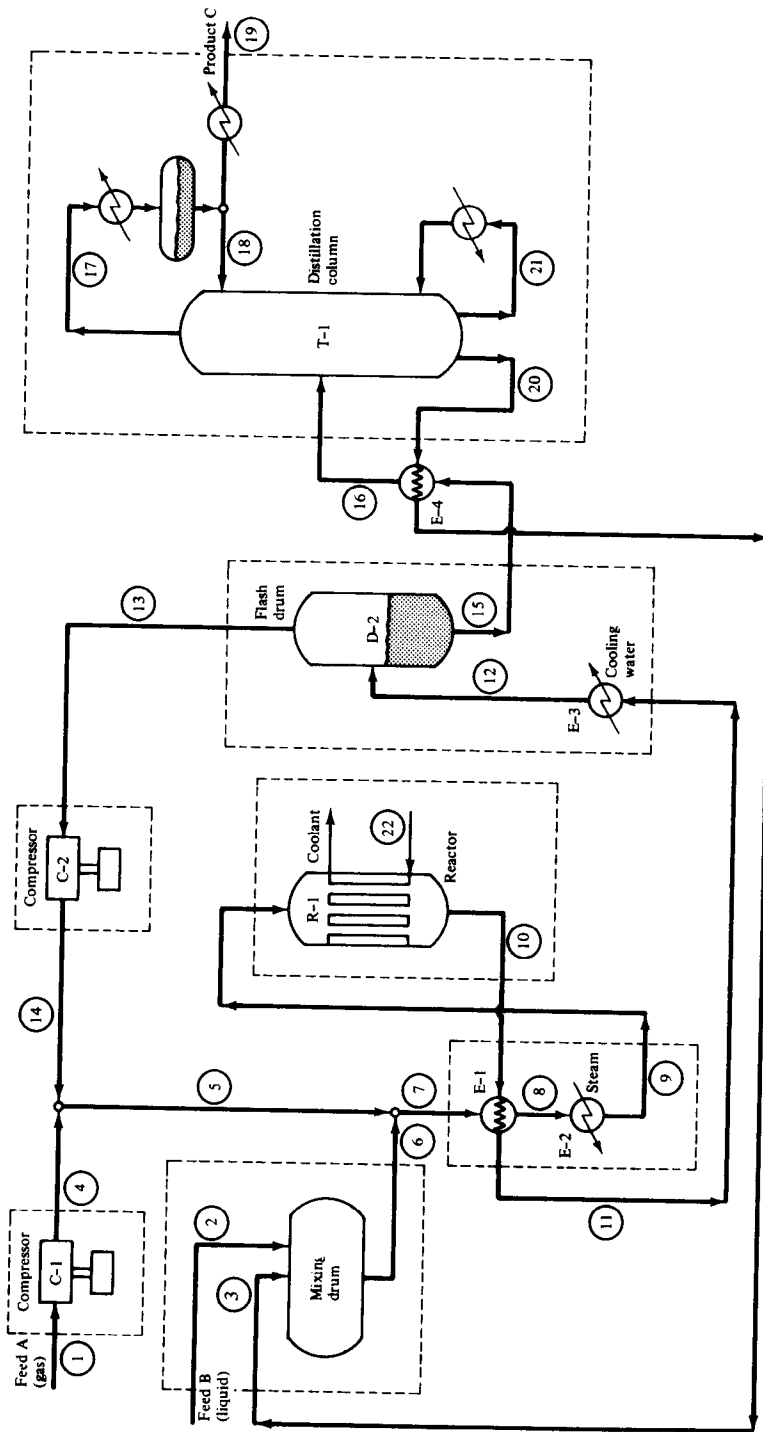 Feed A
(gas)
1
Compressor
C-1
4
14
Compressor
C-2
13
5
Feed B
(liquid)
2
3
Mixing
drum
6
7
E-1
8
E-2
Steam
9
11
R-1
Coolant
22
Reactor
10
Flash
drum
D-2
15
12
E-3
Cooling
water
16
E-4
17
T-1
Distillation
column
18
Product C
19
20
21